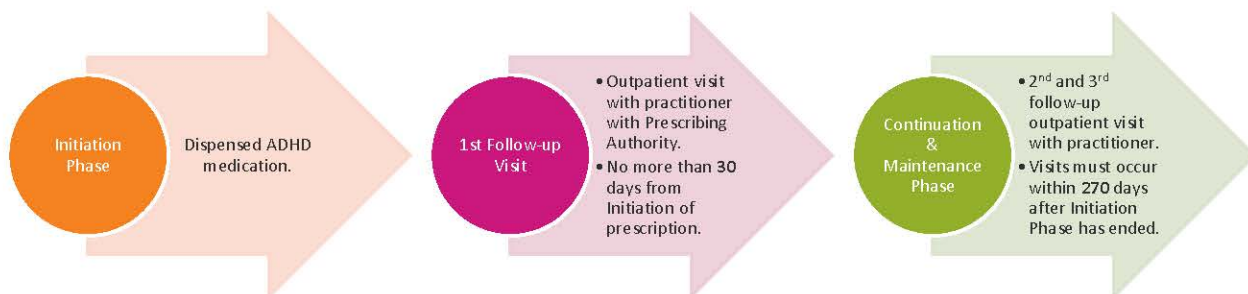 Initiation
Phase
Dispensed ADHD
medication.
1st Follow-up
Visit
• Outpatient visit
with practitioner
with Prescribing
Authority.
• No more than 30
days from
Initiation of
prescription.
Continuation
&
Maintenance
Phase
• 2nd and 3rd
follow-up
outpatient visit
with practitioner.
• Visits must occur
within 270 days
after Initiation
Phase has ended.